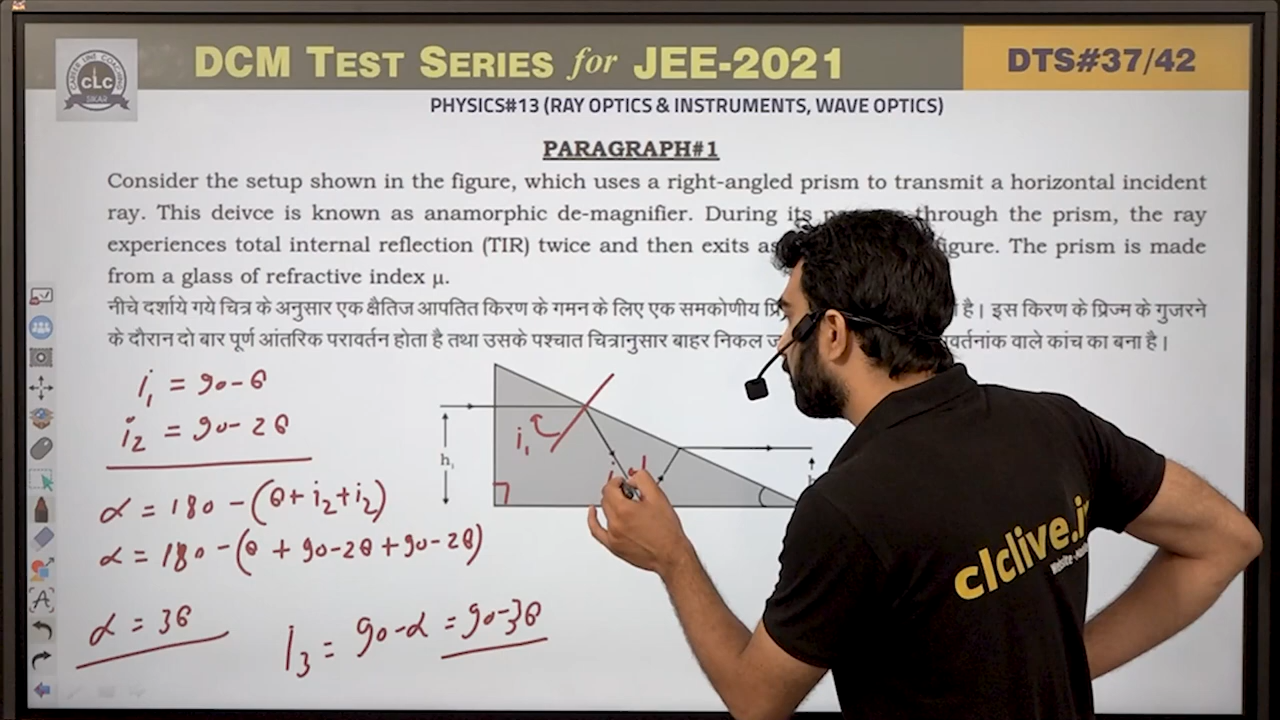 DCM TEST SERIES for JEE-2021
DTS#37/42
CAREER LINE COACHING
CLC
SIKAR
PHYSICS#13 (RAY OPTICS & INSTRUMENTS, WAVE OPTICS)
PARAGRAPH#1
Consider the setup shown in the figure, which uses a right-angled prism to transmit a horizontal incident
ray. This deivce is known as anamorphic de-magnifier. During its through the prism, the ray
experiences total internal reflection (TIR) twice and then exits as figure. The prism is made
from a glass of refractive index μ.
नीचे दर्शाये गये चित्र के अनुसार एक क्षैतिज आपतित किरण के गमन के लिए एक समकोणीय है। इस किरण के प्रिज्म के गुजरने
के दौरान दो बार पूर्ण आंतरिक परावर्तन होता है तथा उसके पश्चात चित्रानुसार बाहर निकल वर्तनांक वाले कांच का बना है।
i₁ = 90-θ
i₂ = 90-2θ
α = 180-(θ+i₂+i₂)
α = 180-(θ+90-2θ+90-2θ)
α = 3θ
i₃ = 90-α = 90-3θ
i₁
h₁
clclive.in